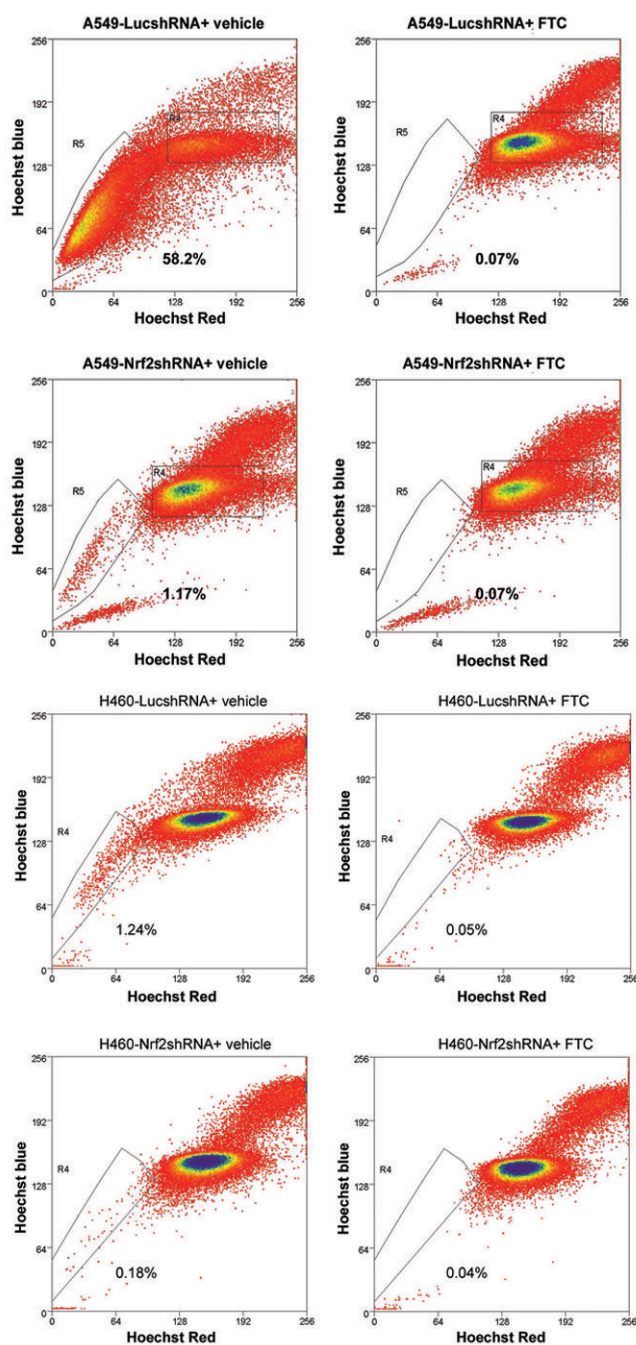 A549-LucshRNA+ vehicle
A549-LucshRNA+ FTC
256
192
128
64
0
Hoechst blue
R5
R4
58.2%
0 64 128 192 256
Hoechst Red
256
192
128
64
0
Hoechst blue
R5
R4
0.07%
0 64 128 192 256
Hoechst Red
A549-Nrf2shRNA+ vehicle
A549-Nrf2shRNA+ FTC
256
192
128
64
0
Hoechst blue
R5
R4
1.17%
0 64 128 192 256
Hoechst Red
256
192
128
64
0
Hoechst blue
R5
R4
0.07%
0 64 128 192 256
Hoechst Red
H460-LucshRNA+ vehicle
H460-LucshRNA+ FTC
256
192
128
64
0
Hoechst blue
R4
1.24%
0 64 128 192 256
Hoechst Red
256
192
128
64
0
Hoechst blue
R4
0.05%
0 64 128 192 256
Hoechst Red
H460-Nrf2shRNA+ vehicle
H460-Nrf2shRNA+ FTC
256
192
128
64
0
Hoechst blue
R4
0.18%
0 64 128 192 256
Hoechst Red
256
192
128
64
0
Hoechst blue
R4
0.04%
0 64 128 192 256
Hoechst Red